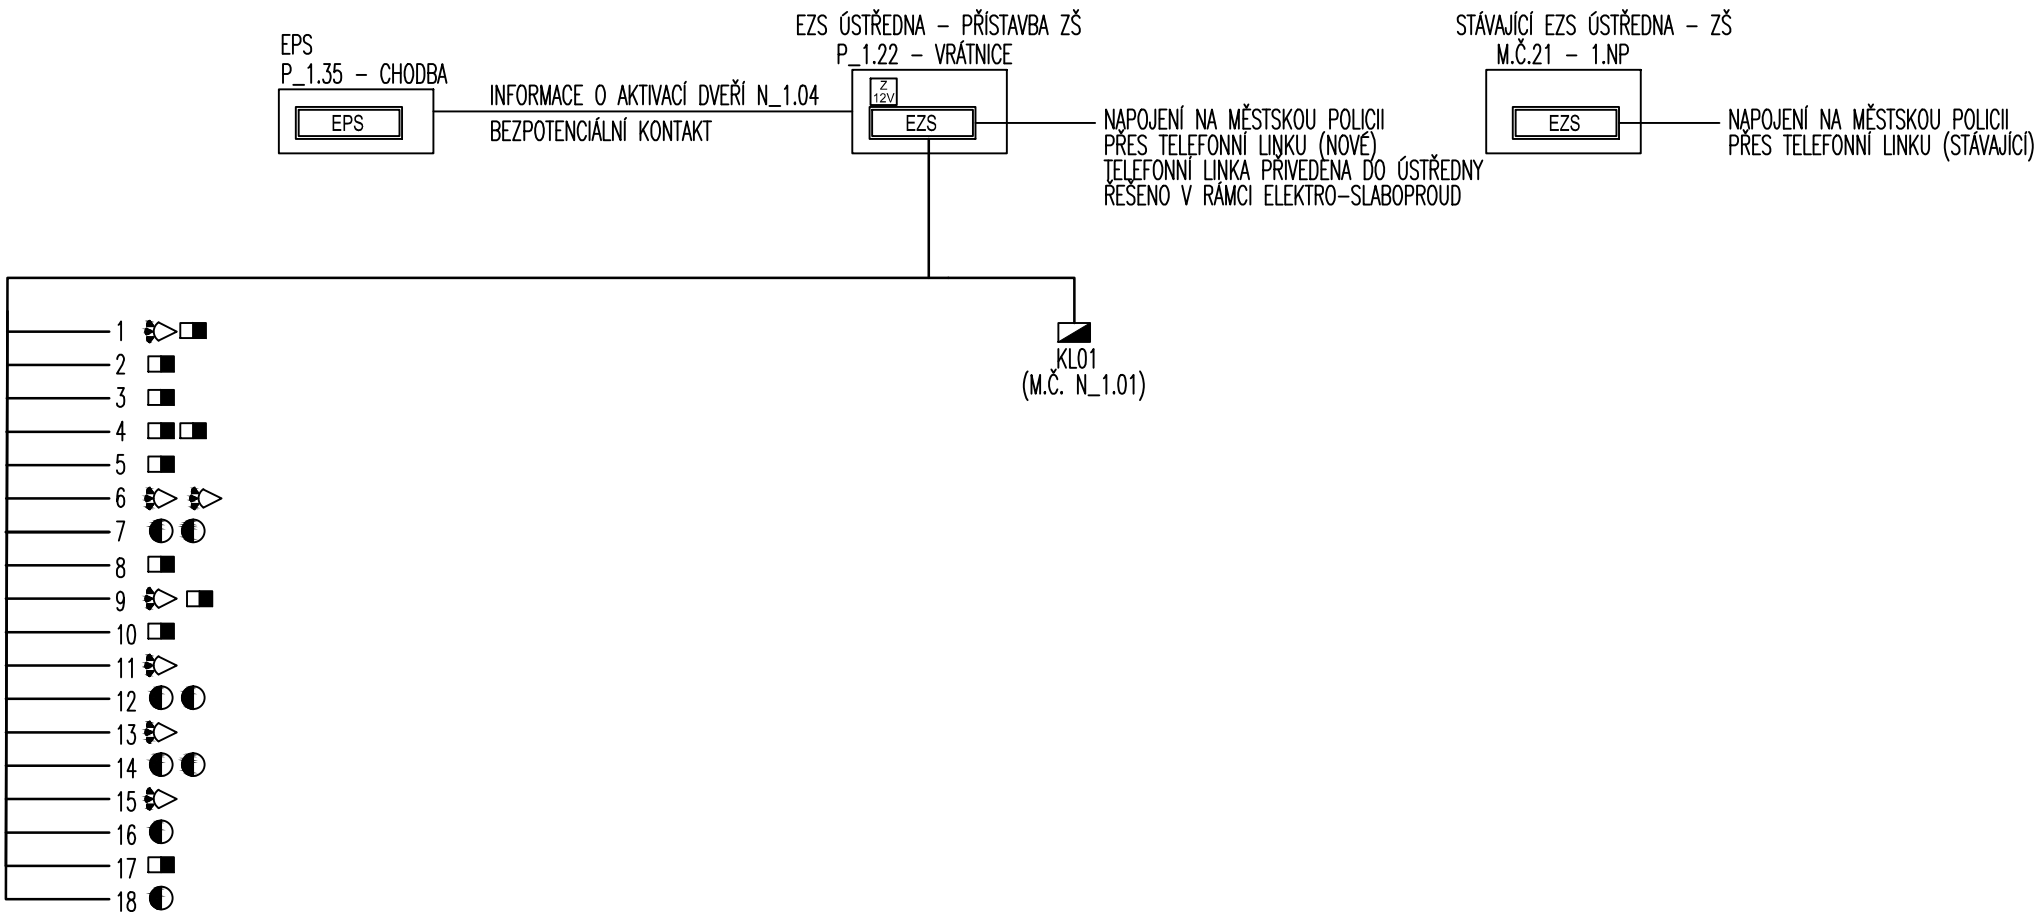 EPS
P_1.35 – CHODBA
EPS
INFORMACE O AKTIVACÍ DVEŘÍ N_1.04
BEZPOTENCIÁLNÍ KONTAKT
EZS ÚSTŘEDNA – PŘÍSTAVBA ZŠ
P_1.22 – VRÁTNICE
Z
12V
EZS
NAPOJENÍ NA MĚSTSKOU POLICII
PŘES TELEFONNÍ LINKU (NOVÉ)
TELEFONNÍ LINKA PŘIVEDENA DO ÚSTŘEDNY
ŘEŠENO V RÁMCI ELEKTRO–SLABOPROUD
STÁVAJÍCÍ EZS ÚSTŘEDNA – ZŠ
M.Č.21 – 1.NP
EZS
NAPOJENÍ NA MĚSTSKOU POLICII
PŘES TELEFONNÍ LINKU (STÁVAJÍCÍ)
KL01
(M.Č. N_1.01)
1
2
3
4
5
6
7
8
9
10
11
12
13
14
15
16
17
18